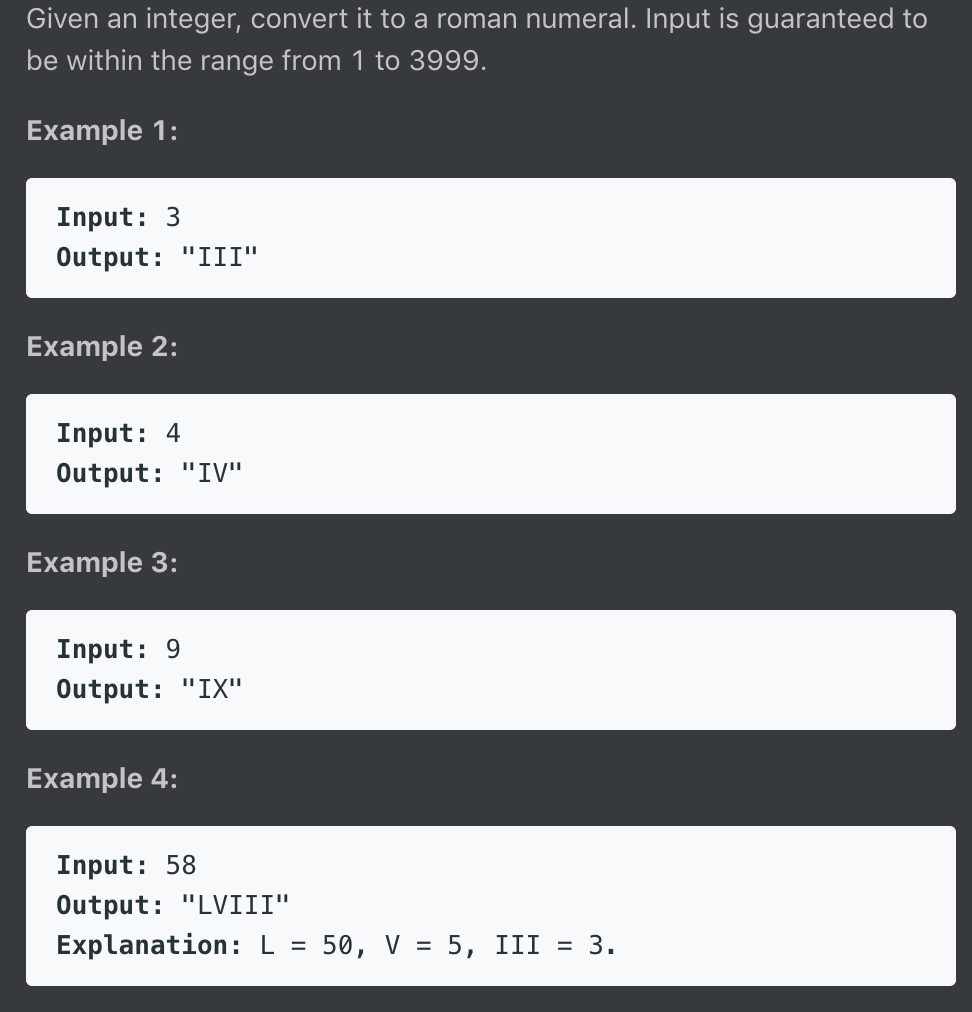 Given an integer, convert it to a roman numeral. Input is guaranteed to
be within the range from 1 to 3999.
Example 1:
Input: 3
Output: "III"
Example 2:
Input: 4
Output: "IV"
Example 3:
Input: 9
Output: "IX"
Example 4:
Input: 58
Output: "LVIII"
Explanation: L = 50, V = 5, III = 3.